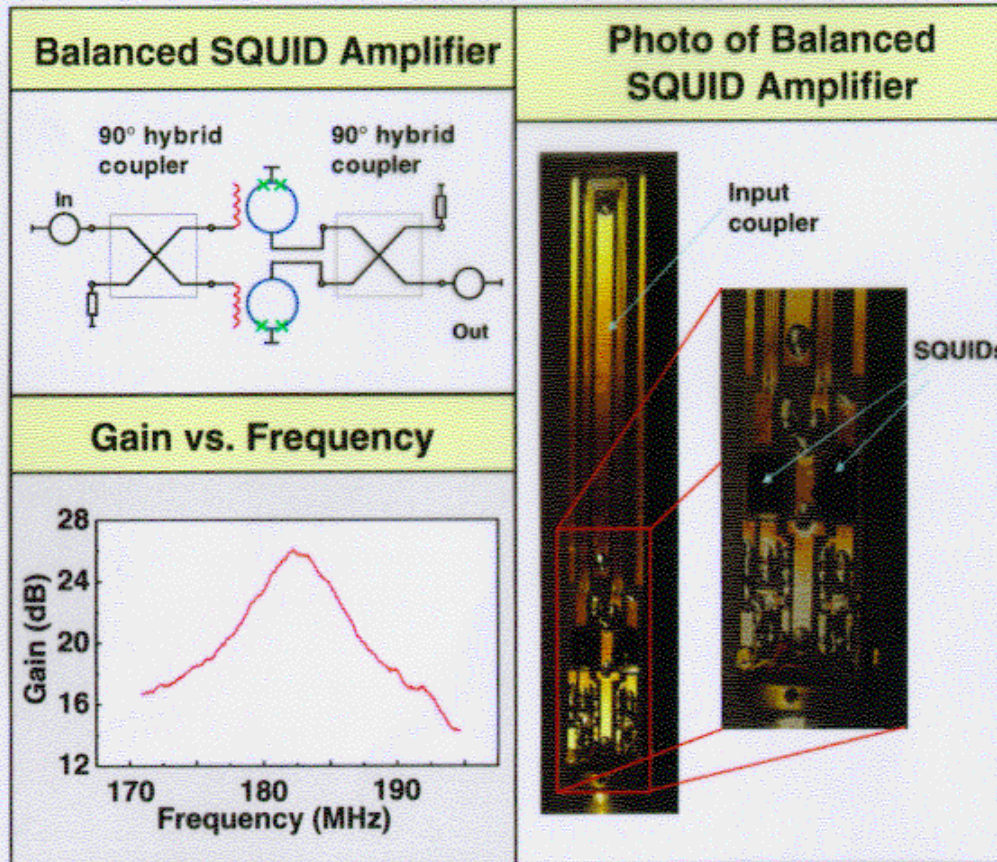 Balanced SQUID Amplifier
90° hybrid
coupler
90° hybrid
coupler
In
Out
Gain vs. Frequency
28
24
20
16
12
Gain (dB)
170
180
190
Frequency (MHz)
Photo of Balanced
SQUID Amplifier
Input
coupler
SQUIDs